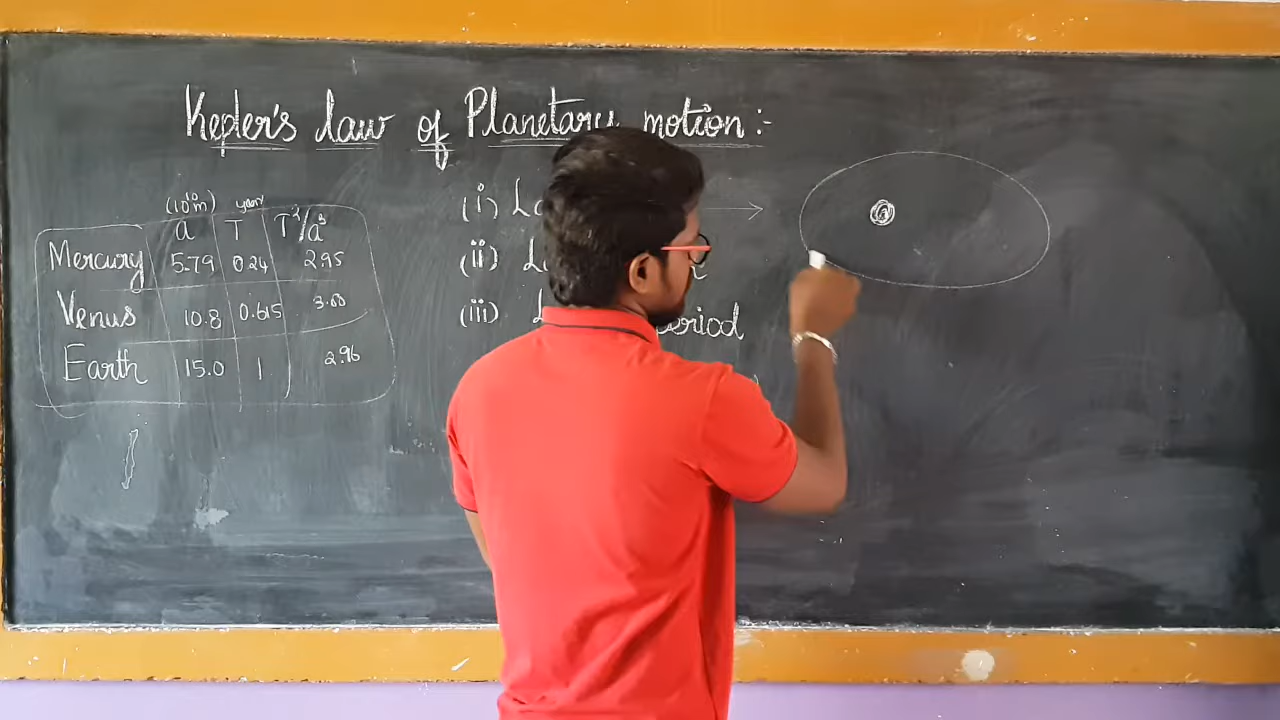 Kepler's law of Planetary motion :-
(10¹⁰m) year
a T T²/a³
Mercury 5.79 0.24 2.95
Venus 10.8 0.615 3.00
Earth 15.0 1 2.96
(i)
(ii)
(iii)